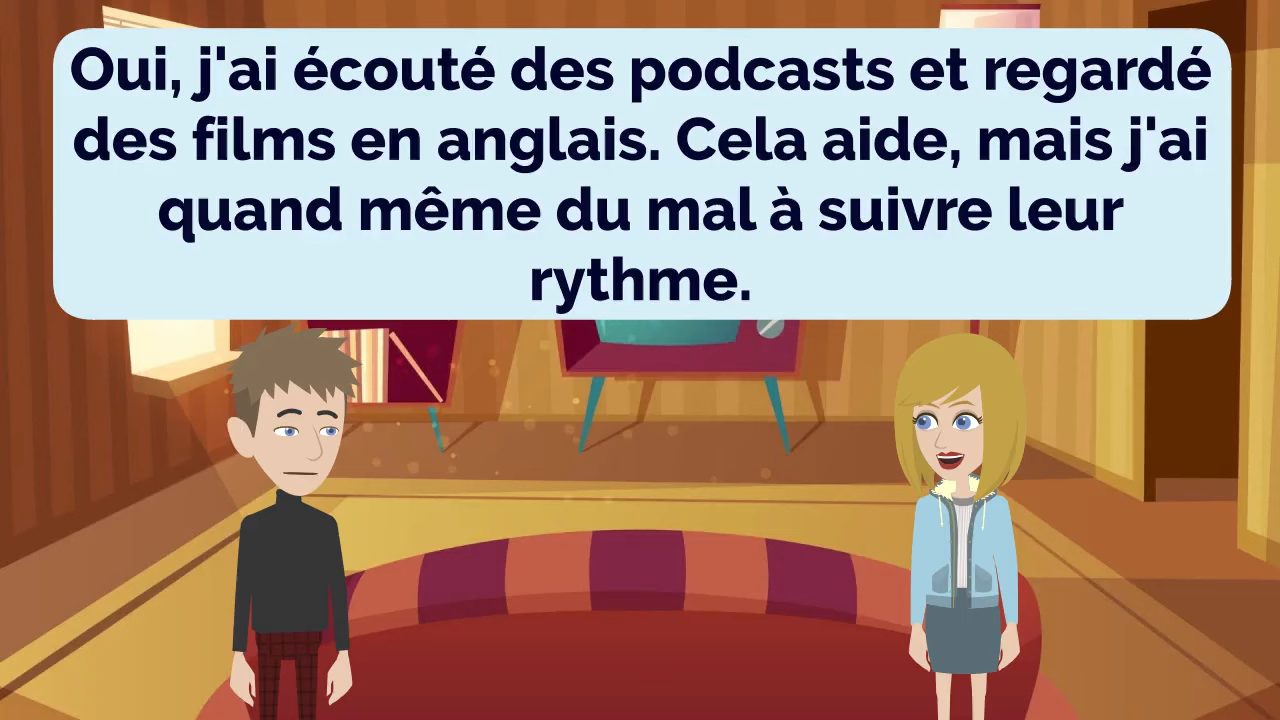 Oui, j'ai écouté des podcasts et regardé
des films en anglais. Cela aide, mais j'ai
quand même du mal à suivre leur
rythme.